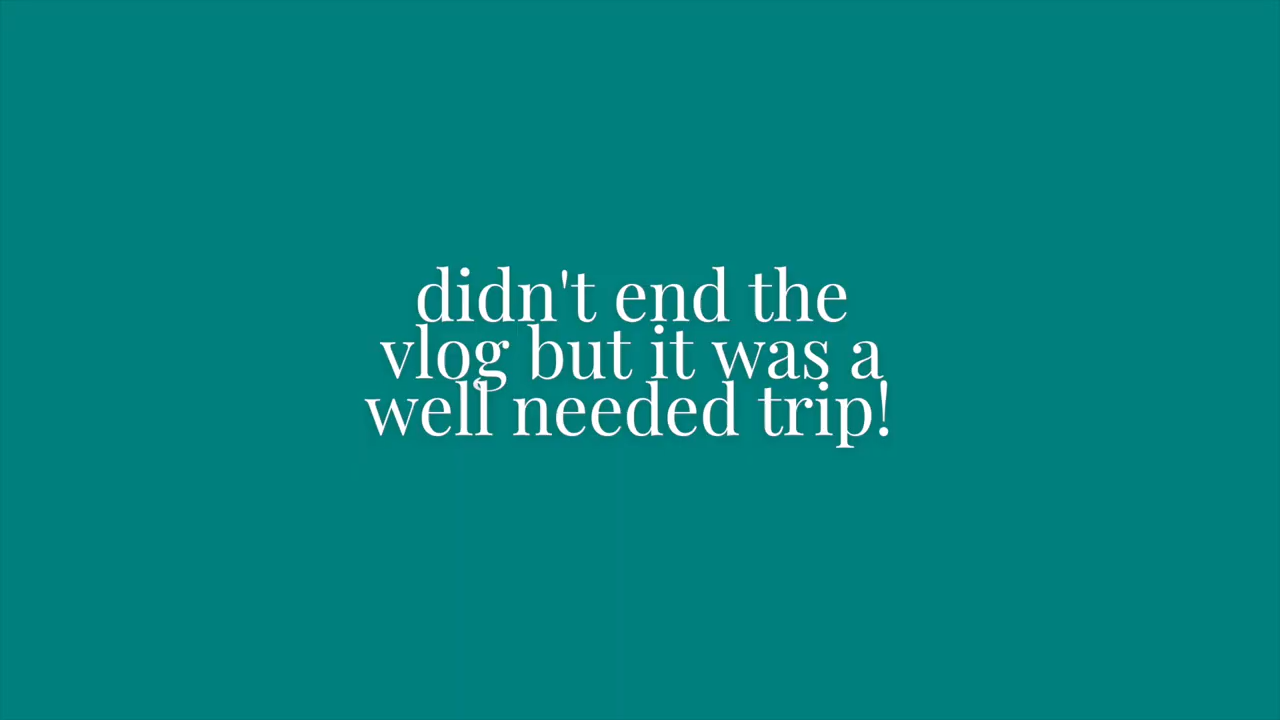 didn't end the
vlog but it was a
well needed trip!